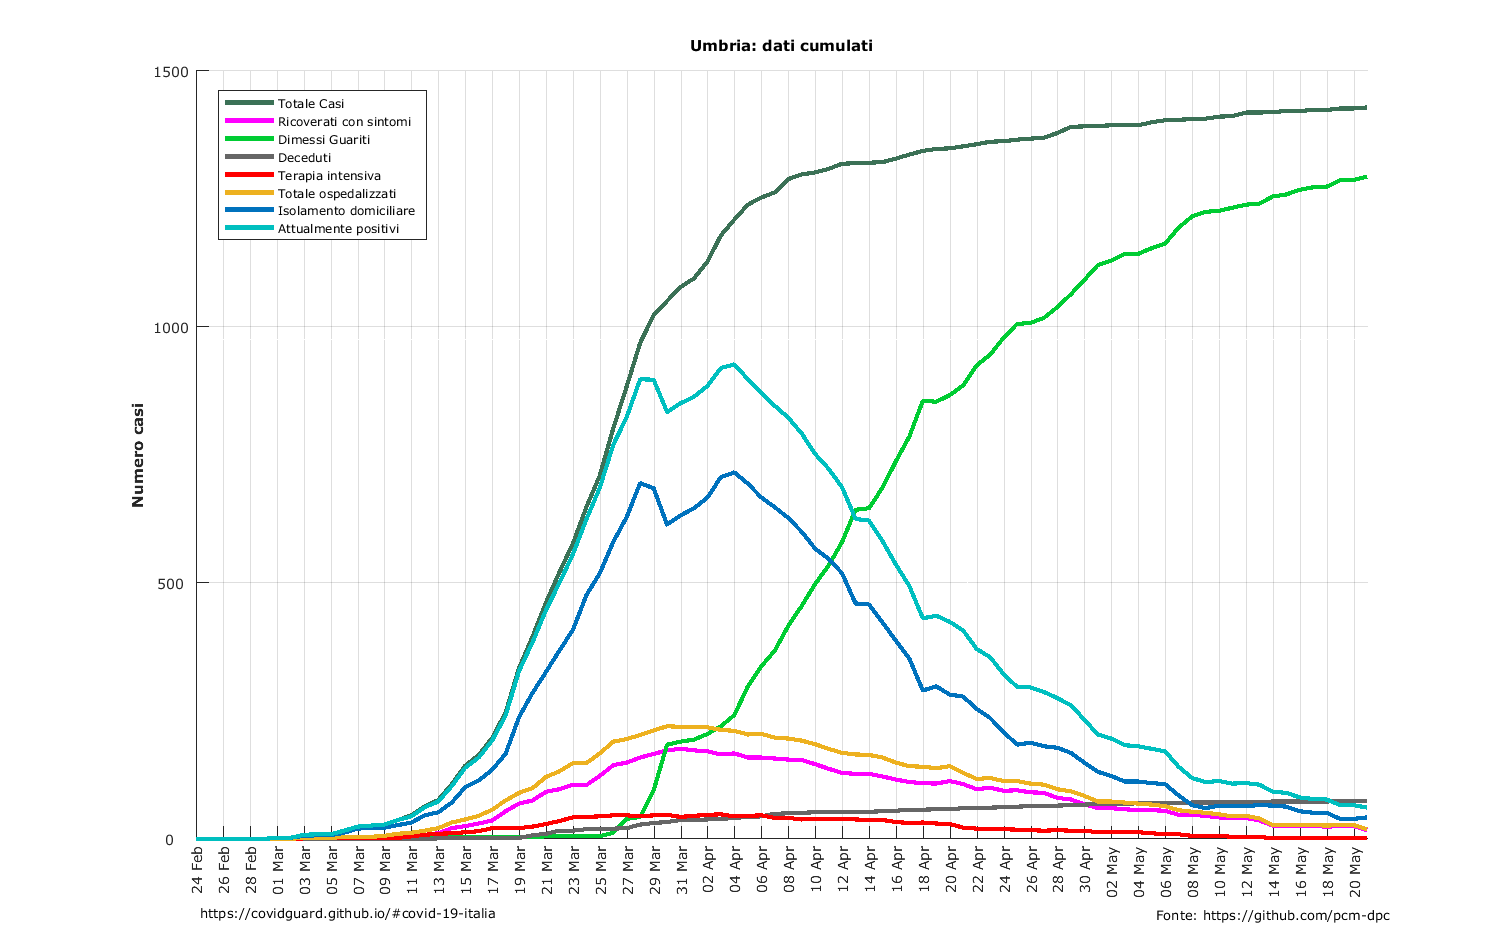 Umbria: dati cumulati
1500
1000
500
0
Numero casi
Totale Casi
Ricoverati con sintomi
Dimessi Guariti
Deceduti
Terapia intensiva
Totale ospedalizzati
Isolamento domiciliare
Attualmente positivi
24 Feb
26 Feb
28 Feb
01 Mar
03 Mar
05 Mar
07 Mar
09 Mar
11 Mar
13 Mar
15 Mar
17 Mar
19 Mar
21 Mar
23 Mar
25 Mar
27 Mar
29 Mar
31 Mar
02 Apr
04 Apr
06 Apr
08 Apr
10 Apr
12 Apr
14 Apr
16 Apr
18 Apr
20 Apr
22 Apr
24 Apr
26 Apr
28 Apr
30 Apr
02 May
04 May
06 May
08 May
10 May
12 May
14 May
16 May
18 May
20 May
https://covidguard.github.io/#covid-19-italia
Fonte: https://github.com/pcm-dpc